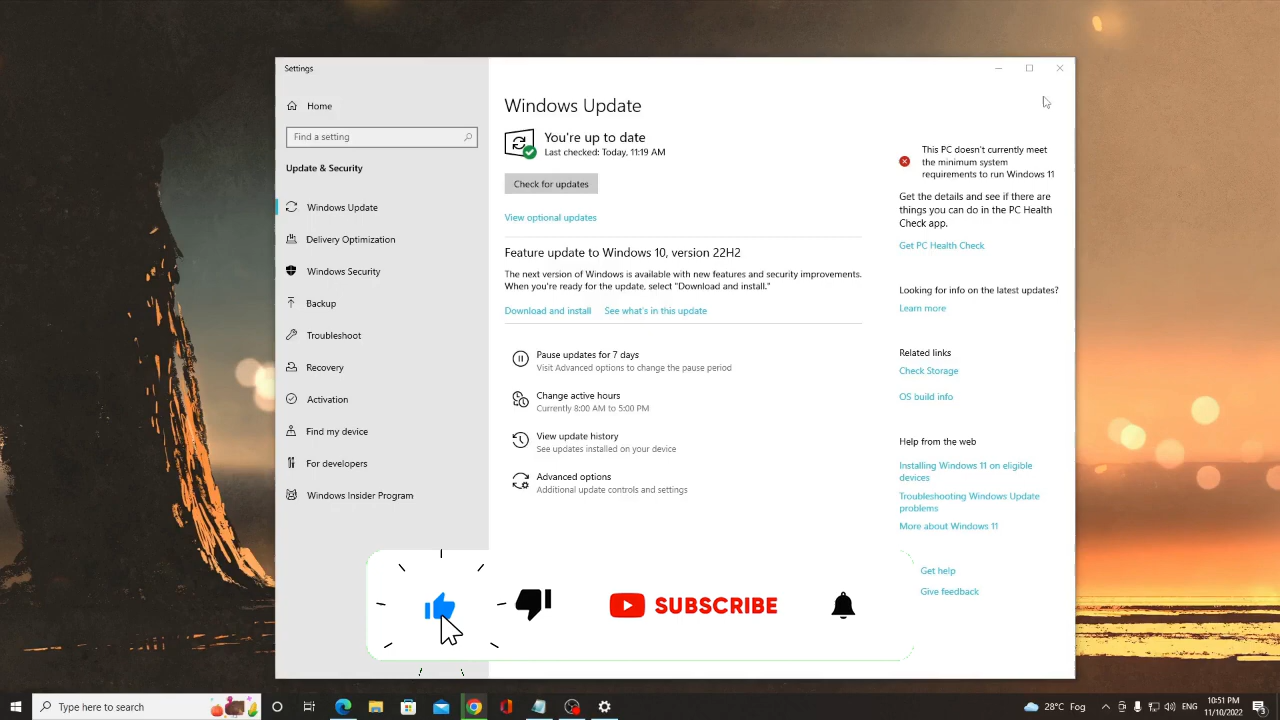 Settings
Home
Find a setting
Update & Security
Windows Update
Delivery Optimization
Windows Security
Backup
Troubleshoot
Recovery
Activation
Find my device
For developers
Windows Insider Program
Windows Update
You're up to date
Last checked: Today, 11:19 AM
Check for updates
View optional updates
Feature update to Windows 10, version 22H2
The next version of Windows is available with new features and security improvements.
When you're ready for the update, select "Download and install."
Download and install See what's in this update
Pause updates for 7 days
Visit Advanced options to change the pause period
Change active hours
Currently 8:00 AM to 5:00 PM
View update history
See updates installed on your device
Advanced options
Additional update controls and settings
This PC doesn't currently meet
the minimum system
requirements to run Windows 11
Get the details and see if there are
things you can do in the PC Health
Check app.
Get PC Health Check
Looking for info on the latest updates?
Learn more
Related links
Check Storage
OS build info
Help from the web
Installing Windows 11 on eligible
devices
Troubleshooting Windows Update
problems
More about Windows 11
Get help
Give feedback
SUBSCRIBE
Type here to search
28°C Fog
10:51 PM
11/10/2022